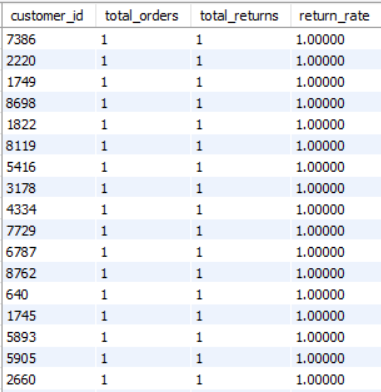 customer_id total_orders total_returns return_rate
7386 1 1 1.00000
2220 1 1 1.00000
1749 1 1 1.00000
8698 1 1 1.00000
1822 1 1 1.00000
8119 1 1 1.00000
5416 1 1 1.00000
3178 1 1 1.00000
4334 1 1 1.00000
7729 1 1 1.00000
6787 1 1 1.00000
8762 1 1 1.00000
640 1 1 1.00000
1745 1 1 1.00000
5893 1 1 1.00000
5905 1 1 1.00000
2660 1 1 1.00000